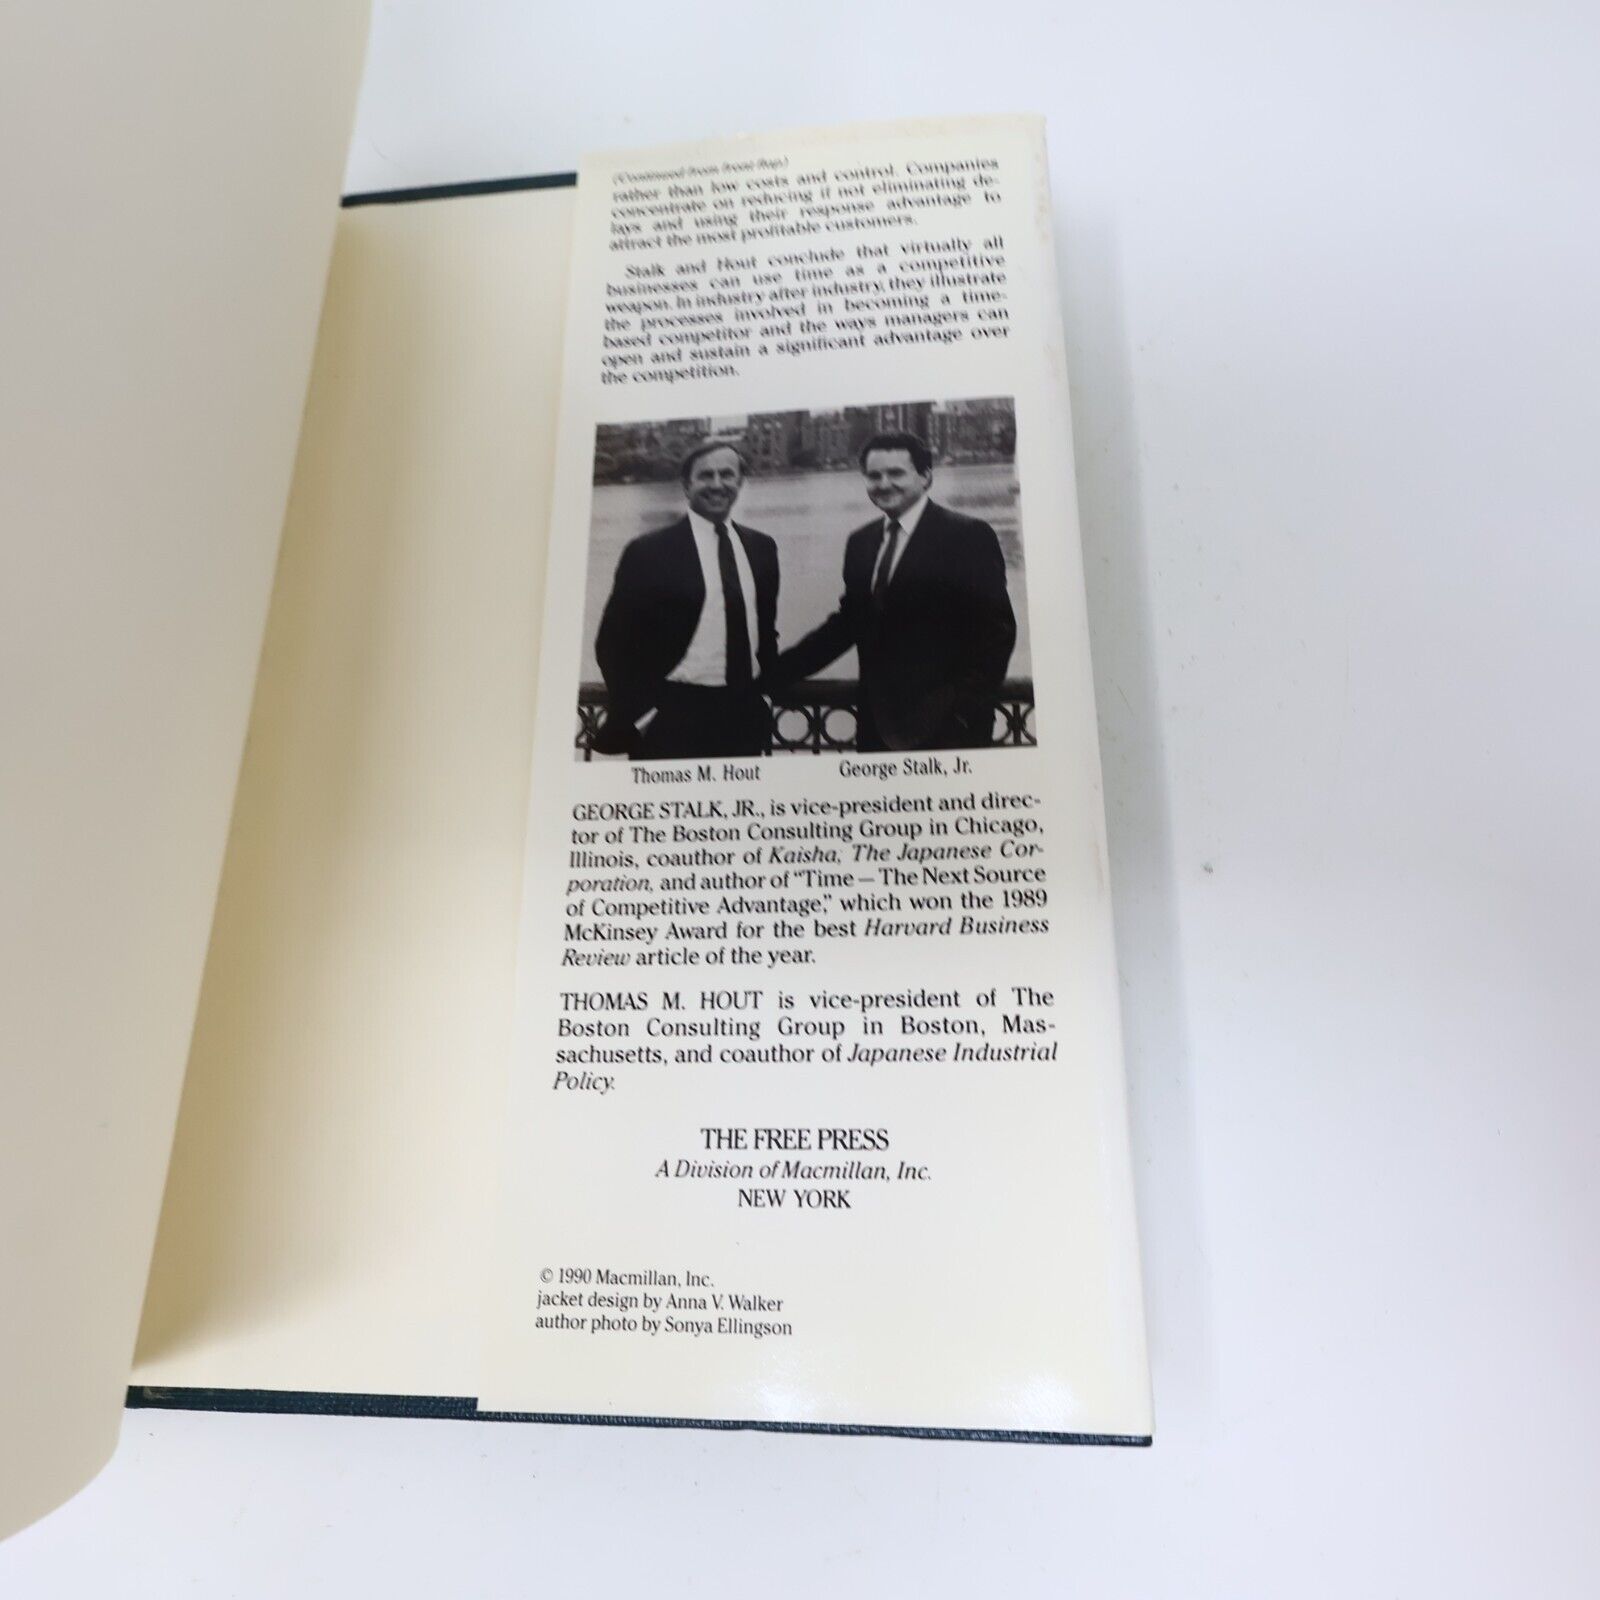 (Continued from front flap)
rather than low costs and control. Companies
concentrate on reducing if not eliminating de-
lays and using their response advantage to
attract the most profitable customers.
Stalk and Hout conclude that virtually all
businesses can use time as a competitive
weapon. In industry after industry, they illustrate
the processes involved in becoming a time-
based competitor and the ways managers can
open and sustain a significant advantage over
the competition.
Thomas M. Hout
George Stalk, Jr.
GEORGE STALK, JR., is vice-president and direc-
tor of The Boston Consulting Group in Chicago,
Illinois, coauthor of Kaisha, The Japanese Cor-
poration, and author of "Time — The Next Source
of Competitive Advantage," which won the 1989
McKinsey Award for the best Harvard Business
Review article of the year.
THOMAS M. HOUT is vice-president of The
Boston Consulting Group in Boston, Mas-
sachusetts, and coauthor of Japanese Industrial
Policy.
THE FREE PRESS
A Division of Macmillan, Inc.
NEW YORK
© 1990 Macmillan, Inc.
jacket design by Anna V. Walker
author photo by Sonya Ellingson